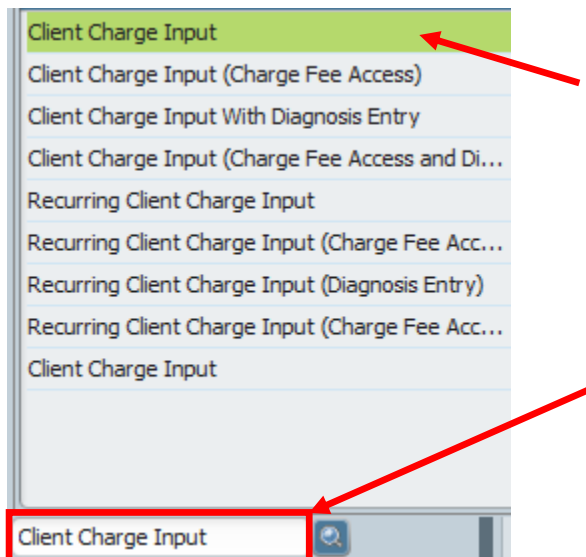 Client Charge Input
Client Charge Input (Charge Fee Access)
Client Charge Input With Diagnosis Entry
Client Charge Input (Charge Fee Access and Di...
Recurring Client Charge Input
Recurring Client Charge Input (Charge Fee Acc...
Recurring Client Charge Input (Diagnosis Entry)
Recurring Client Charge Input (Charge Fee Acc...
Client Charge Input
Client Charge Input